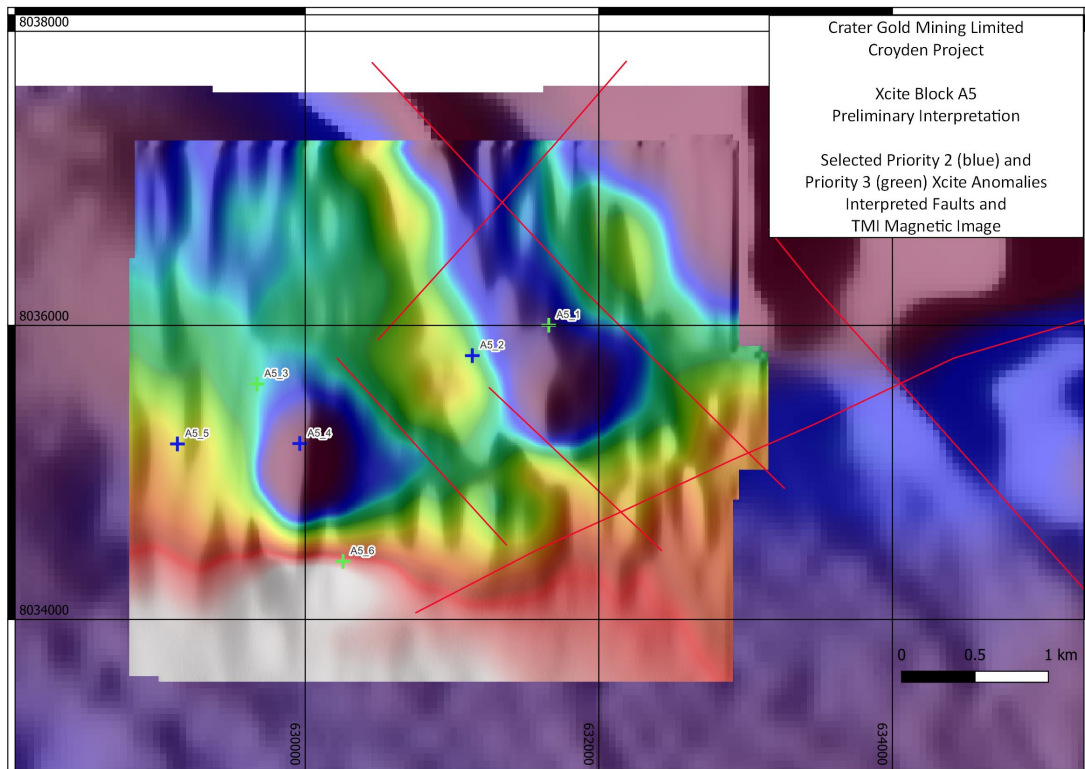 8038000
Crater Gold Mining Limited
Croyden Project
Xcite Block A5
Preliminary Interpretation
Selected Priority 2 (blue) and
Priority 3 (green) Xcite Anomalies
Interpreted Faults and
TMI Magnetic Image
8036000
A5_1
A5_2
A5_3
A5_4
A5_5
A5_6
8034000
0 0.5 1 km
630000
632000
634000